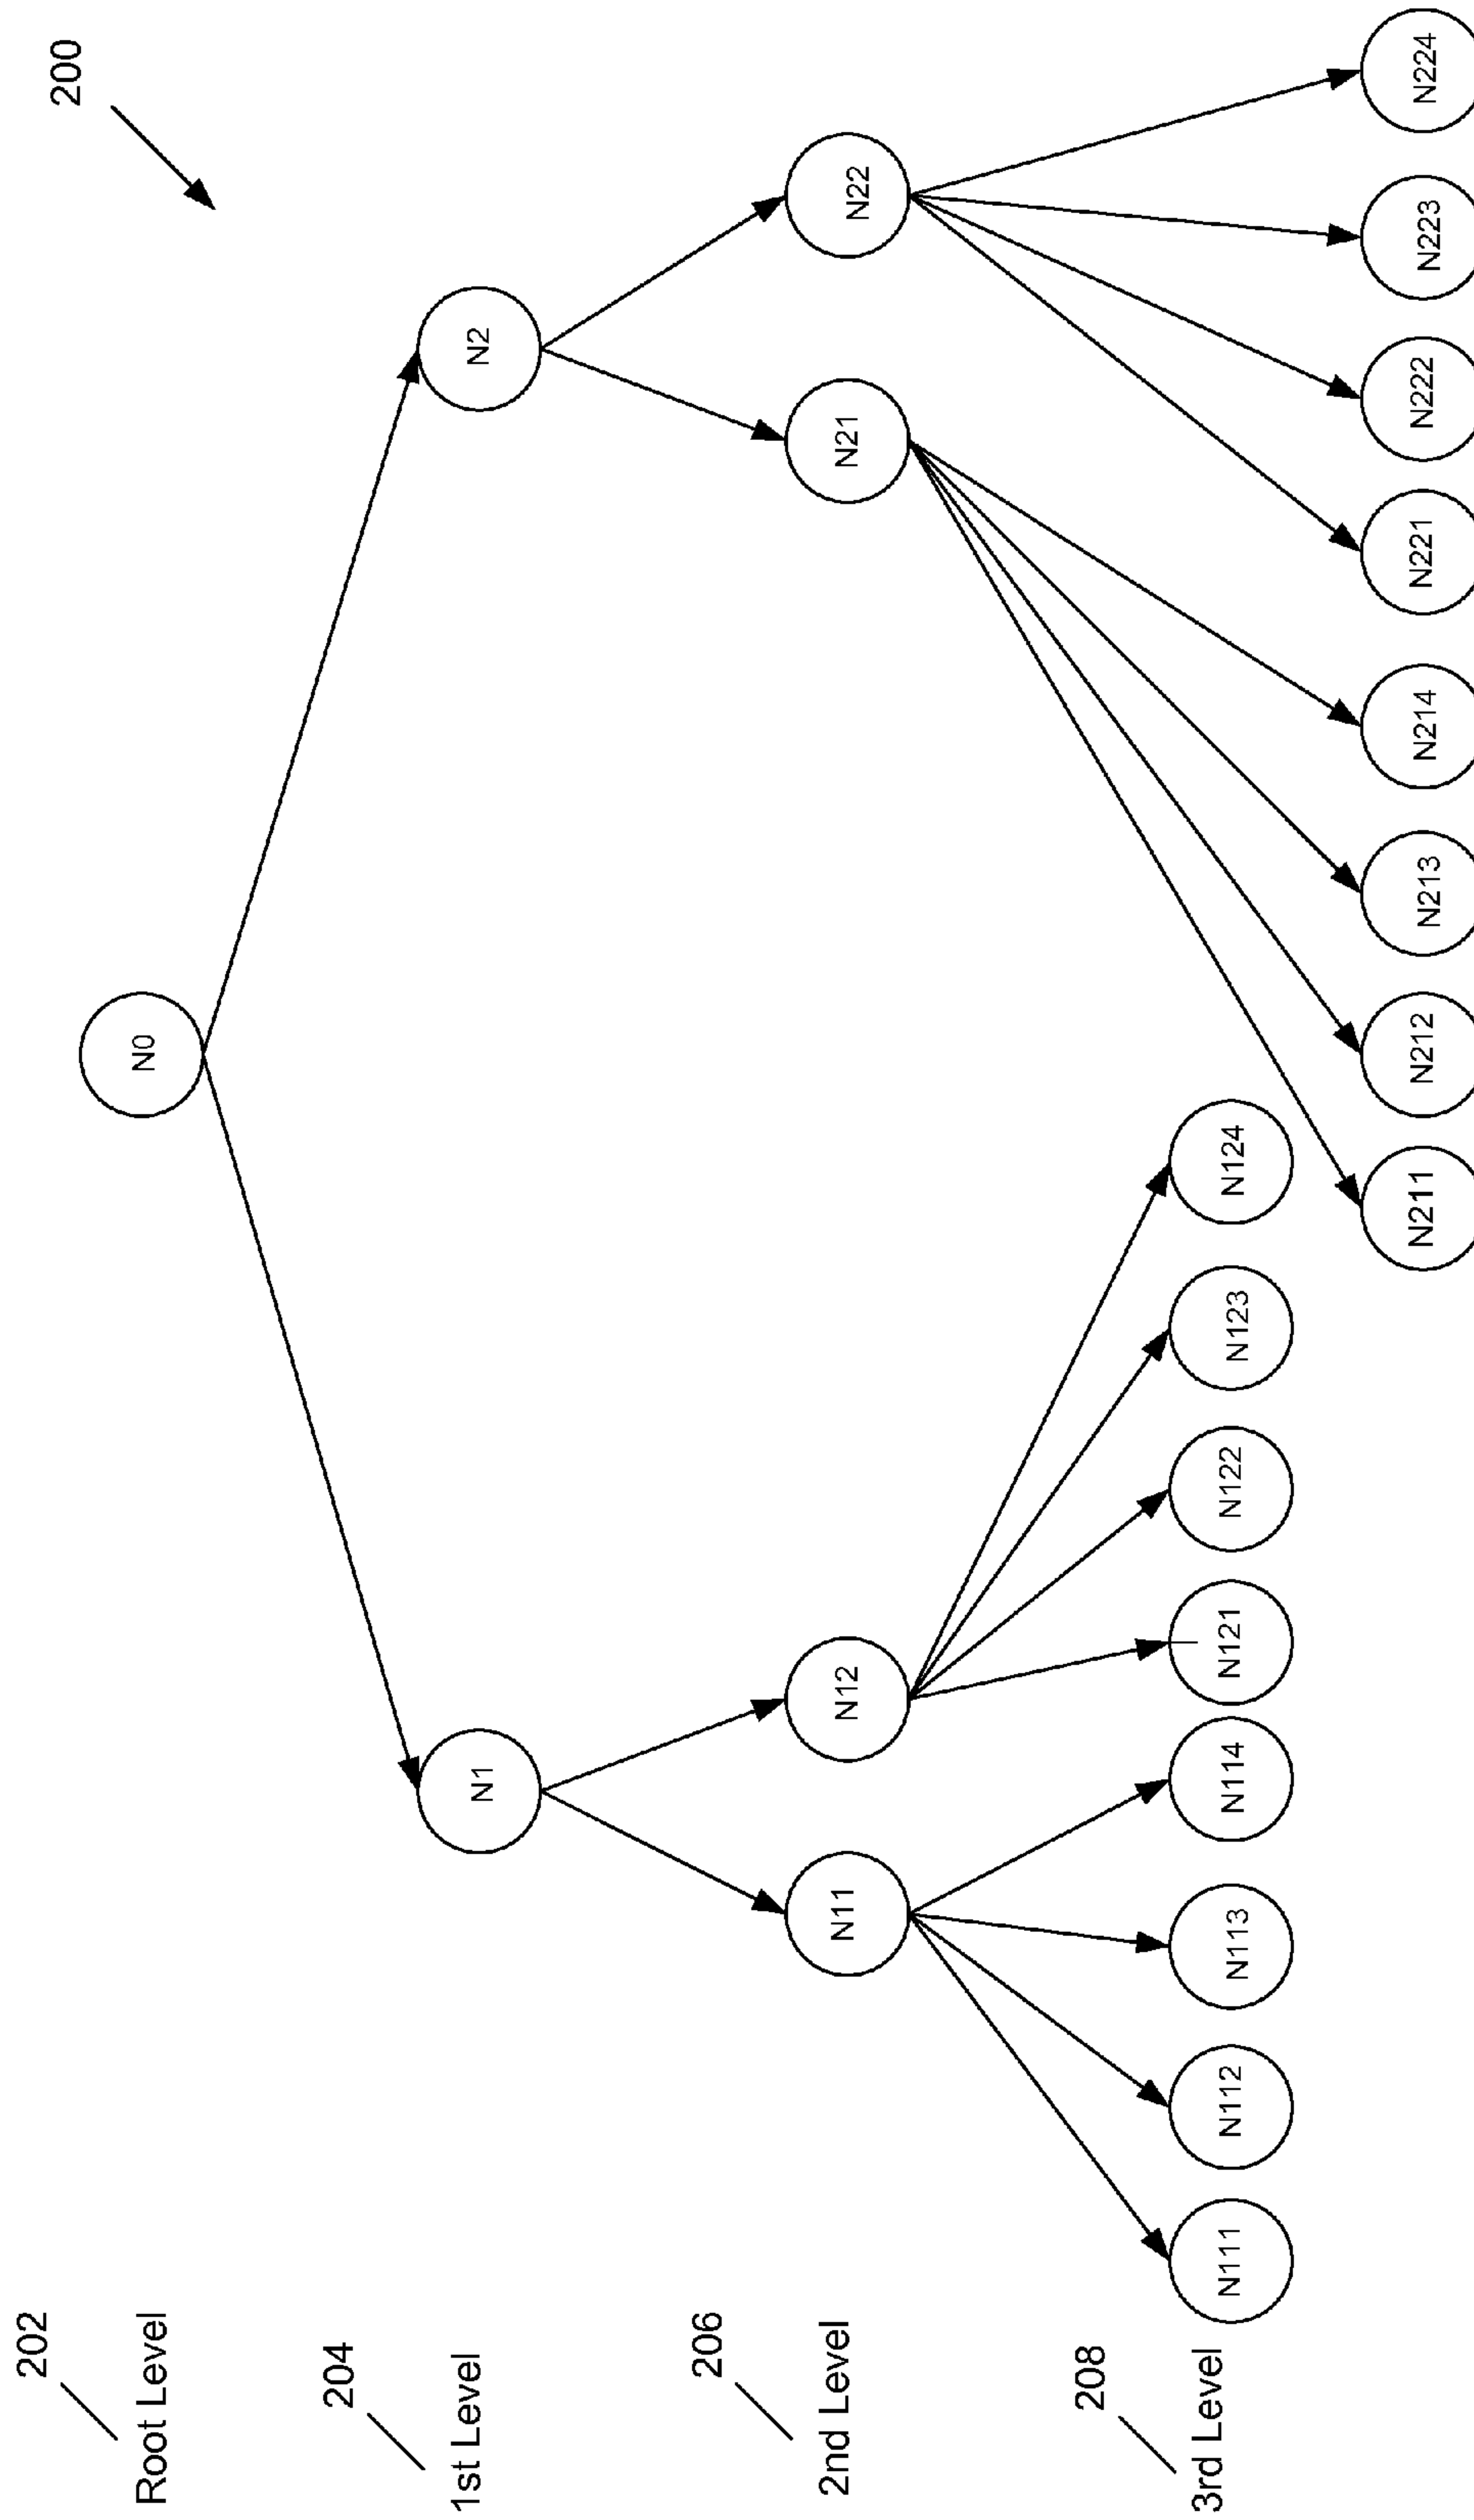 200
202
Root Level
N0
204
1st Level
N1
N2
206
2nd Level
N11
N12
N21
N22
208
3rd Level
N111
N112
N113
N114
N121
N122
N123
N124
N211
N212
N213
N214
N221
N222
N223
N224